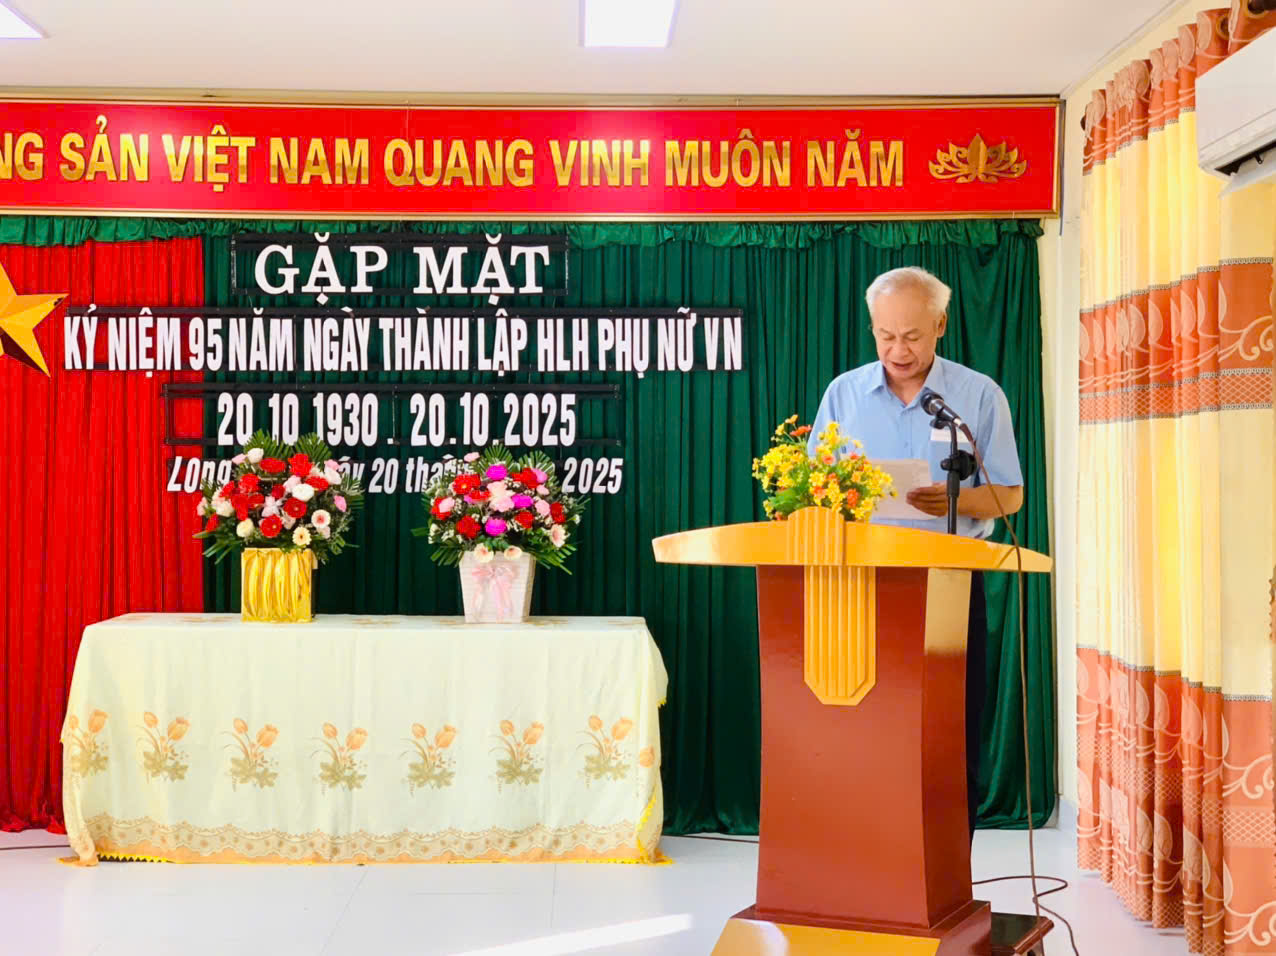 NG SẢN VIỆT NAM QUANG VINH MUÔN NĂM
GẶP MẶT
KỶ NIỆM 95 NĂM NGÀY THÀNH LẬP HLH PHỤ NỮ VN
20.10.1930.20.10.2025
Long 20 thá 2025